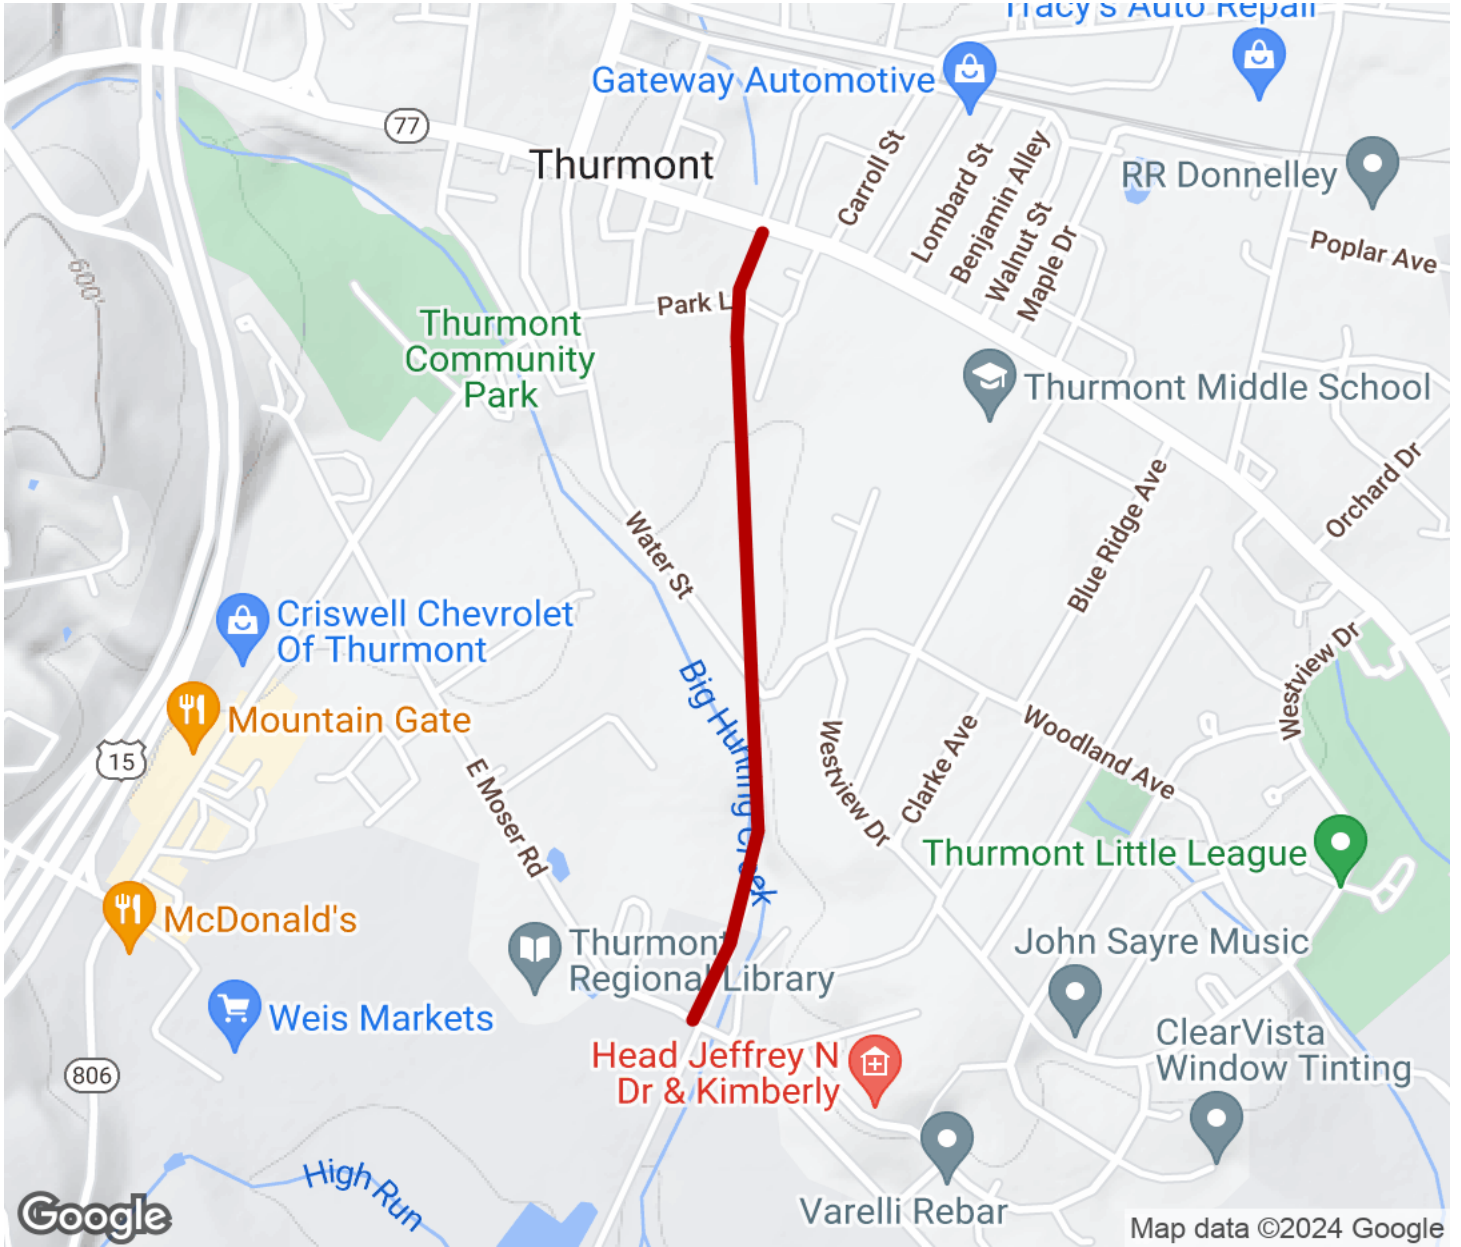 Tracy's Auto Repair
Gateway Automotive
77
Thurmont
Carroll St
Lombard St
Benjamin Alley
Walnut St
Maple Dr
RR Donnelley
Poplar Ave
600'
Park L
Thurmont
Community
Park
Thurmont Middle School
Orchard Dr
Blue Ridge Ave
Water St
Criswell Chevrolet
Of Thurmont
Westview Dr
Big Hunting Creek
Mountain Gate
15
Woodland Ave
Westview Dr
Clarke Ave
E Moser Rd
Thurmont Little League
McDonald's
Thurmont
Regional Library
John Sayre Music
Weis Markets
ClearVista
Window Tinting
Head Jeffrey N
Dr & Kimberly
806
High Run
Varelli Rebar
Google
Map data ©2024 Google